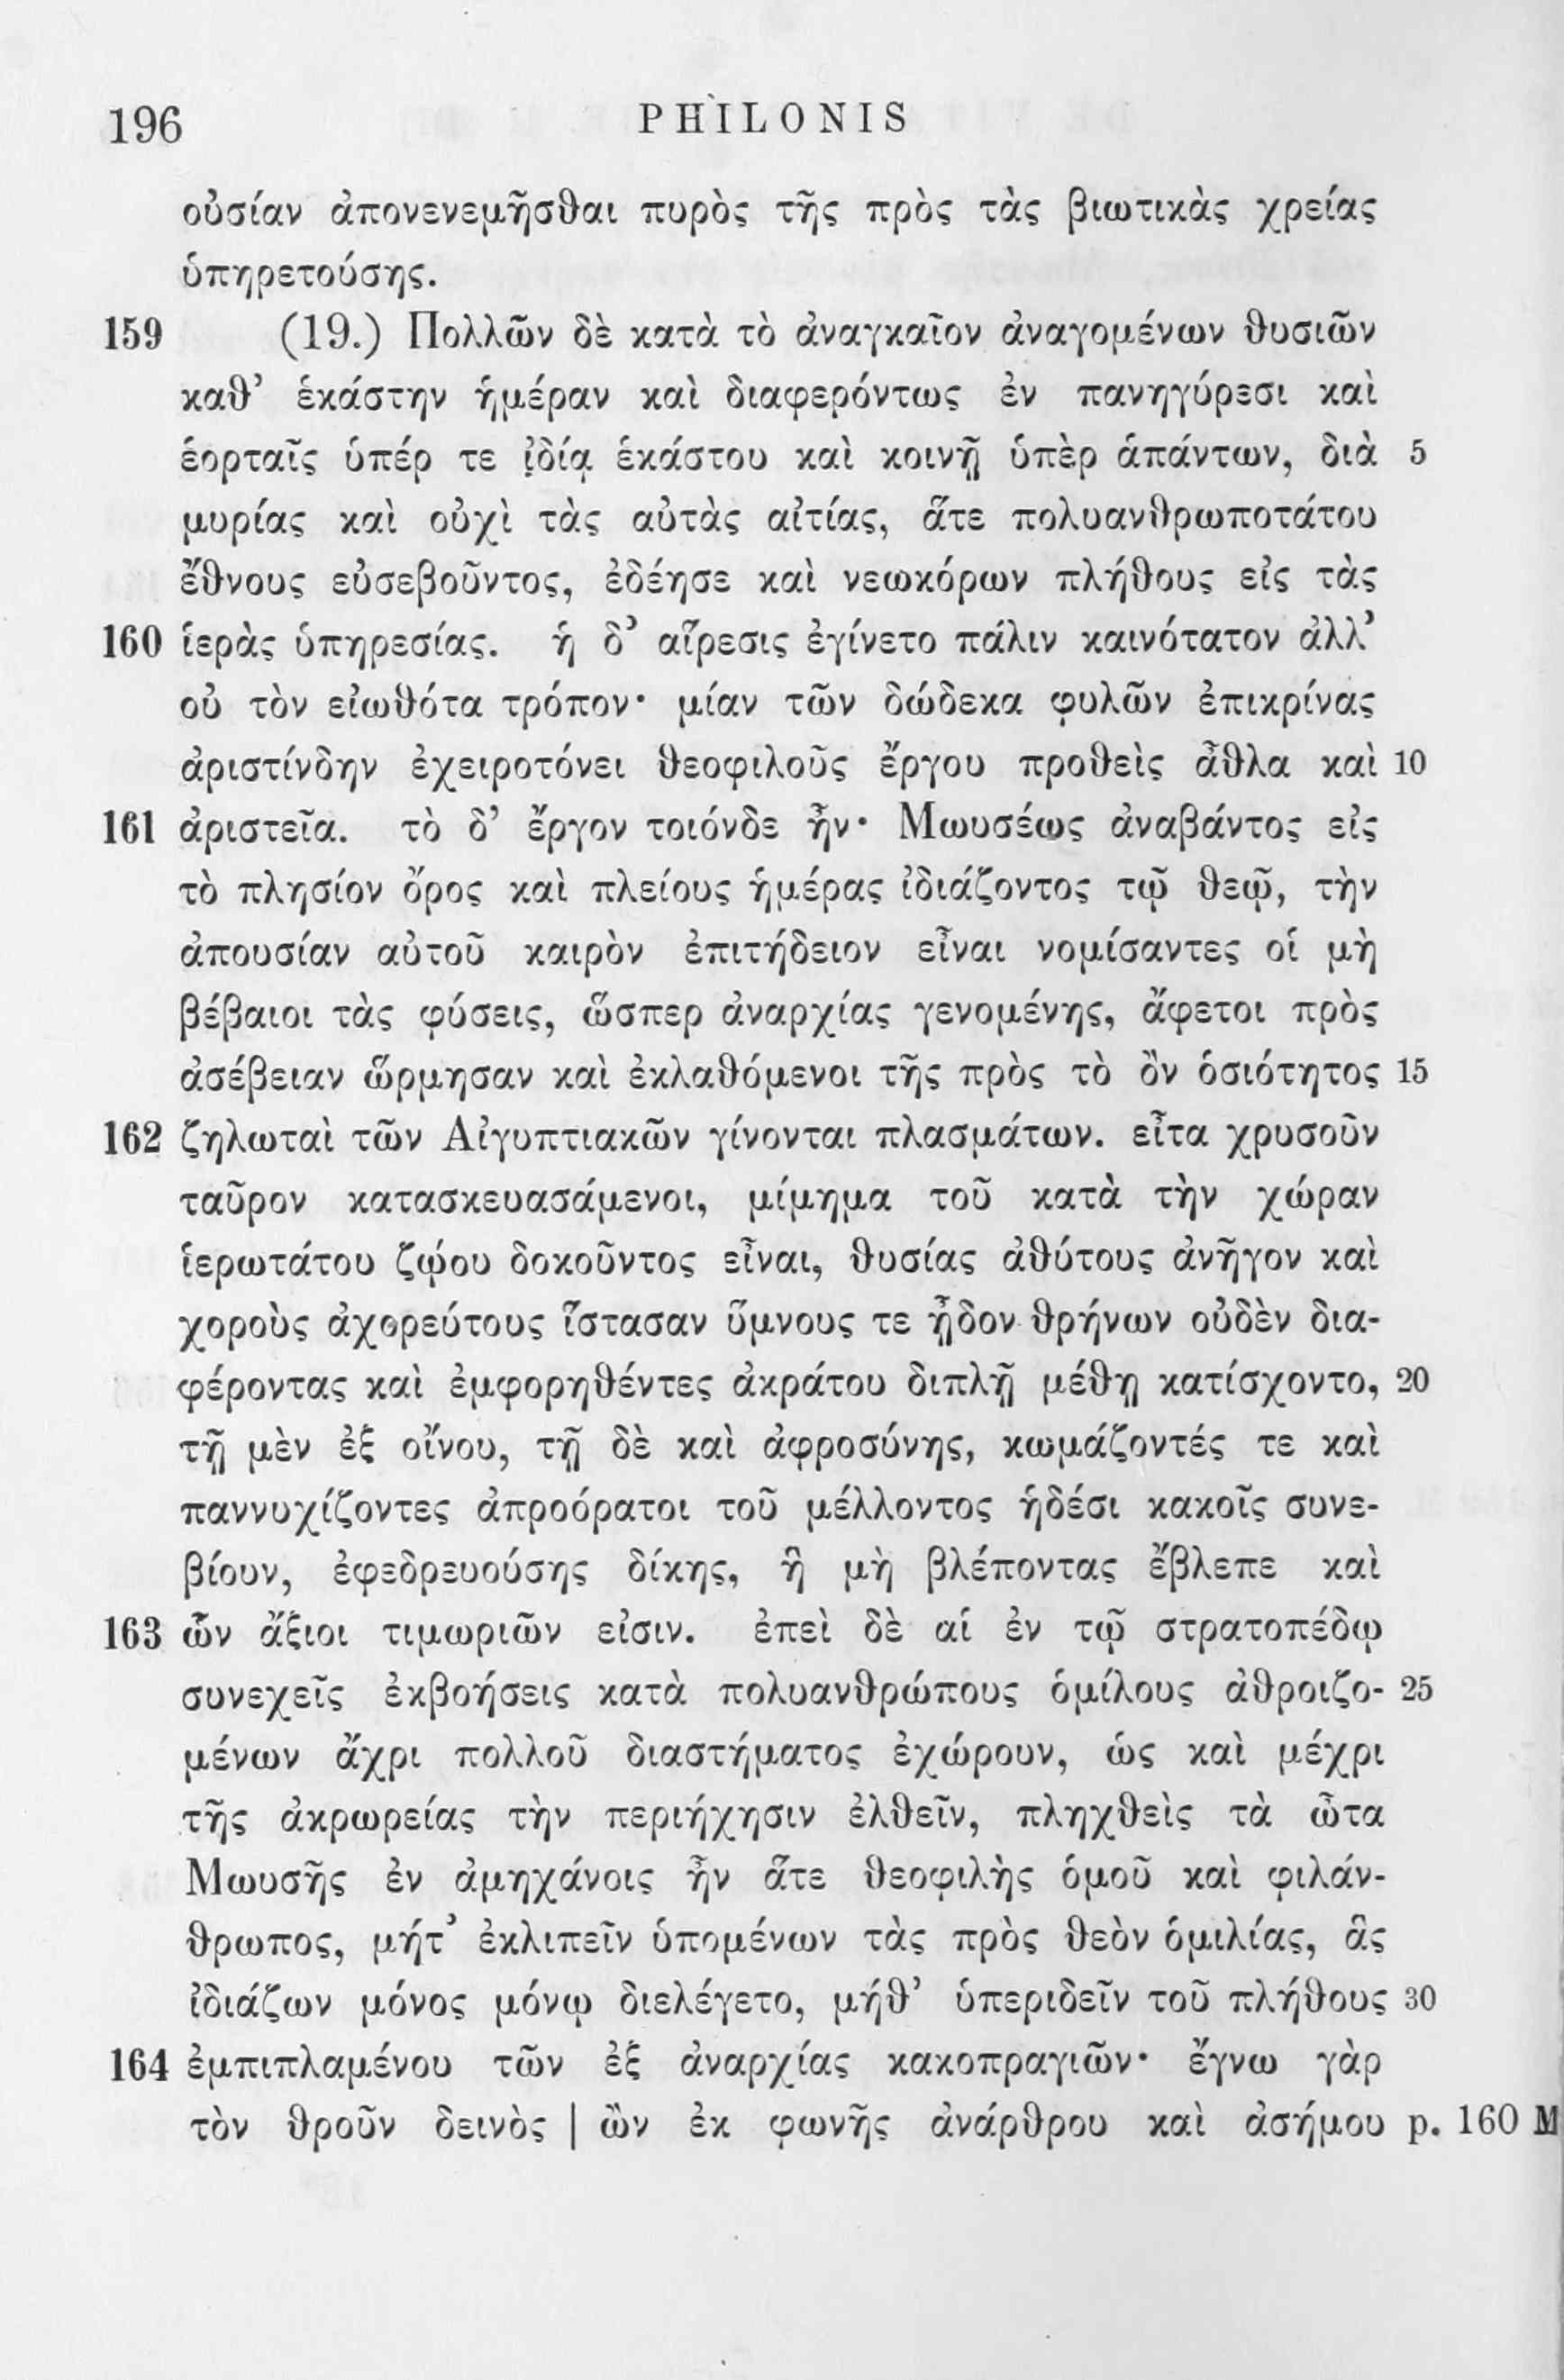 196 PHILONIS
οὐσίαν ἀπονενεμῆσθαι πυρὸς τῆς πρὸς τὰς βιωτικὰς χρείας
ὑπηρετούσης.
159 (19.) Πολλῶν δὲ κατὰ τὸ ἀναγκαῖον ἀναγομένων θυσιῶν
καθ’ ἑκάστην ἡμέραν καὶ διαφερόντως ἐν πανηγύρεσι καὶ
ἑορταῖς ὑπέρ τε ἰδίᾳ ἑκάστου καὶ κοινῇ ὑπὲρ ἁπάντων, διὰ 5
μυρίας καὶ οὐχὶ τὰς αὐτὰς αἰτίας, ἅτε πολυανθρωποτάτου
ἔθνους εὐσεβοῦντος, ἐδέησε καὶ νεωκόρων πλήθους εἰς τὰς
160 ἱερὰς ὑπηρεσίας. ἡ δ’ αἵρεσις ἐγίνετο πάλιν καινότατον ἀλλ’
οὐ τὸν εἰωθότα τρόπον· μίαν τῶν δώδεκα φυλῶν ἐπικρίνας
ἀριστίνδην ἐχειροτόνει θεοφιλοῦς ἔργου προθεὶς ἆθλα καὶ 10
161 ἀριστεῖα. τὸ δ’ ἔργον τοιόνδε ἦν· Μωυσέως ἀναβάντος εἰς
τὸ πλησίον ὄρος καὶ πλείους ἡμέρας ἰδιάζοντος τῷ θεῷ, τὴν
ἀπουσίαν αὐτοῦ καιρὸν ἐπιτήδειον εἶναι νομίσαντες οἱ μὴ
βέβαιοι τὰς φύσεις, ὥσπερ ἀναρχίας γενομένης, ἄφετοι πρὸς
ἀσέβειαν ὥρμησαν καὶ ἐκλαθόμενοι τῆς πρὸς τὸ ὂν ὁσιότητος 15
162 ζηλωταὶ τῶν Αἰγυπτιακῶν γίνονται πλασμάτων. εἶτα χρυσοῦν
ταῦρον κατασκευασάμενοι, μίμημα τοῦ κατὰ τὴν χώραν
ἱερωτάτου ζῴου δοκοῦντος εἶναι, θυσίας ἀθύτους ἀνῆγον καὶ
χοροὺς ἀχορεύτους ἵστασαν ὕμνους τε ᾖδον θρήνων οὐδὲν δια-
φέροντας καὶ ἐμφορηθέντες ἀκράτου διπλῇ μέθῃ κατίσχοντο, 20
τῇ μὲν ἐξ οἴνου, τῇ δὲ καὶ ἀφροσύνης, κωμάζοντές τε καὶ
παννυχίζοντες ἀπροόρατοι τοῦ μέλλοντος ἡδέσι κακοῖς συνε-
βίουν, ἐφεδρευούσης δίκης, ἣ μὴ βλέποντας ἔβλεπε καὶ
163 ὧν ἄξιοι τιμωριῶν εἰσιν. ἐπεὶ δὲ αἱ ἐν τῷ στρατοπέδῳ
συνεχεῖς ἐκβοήσεις κατὰ πολυανθρώπους ὁμίλους ἀθροιζο- 25
μένων ἄχρι πολλοῦ διαστήματος ἐχώρουν, ὡς καὶ μέχρι
τῆς ἀκρωρείας τὴν περιήχησιν ἐλθεῖν, πληχθεὶς τὰ ὦτα
Μωυσῆς ἐν ἀμηχάνοις ἦν ἅτε θεοφιλὴς ὁμοῦ καὶ φιλάν-
θρωπος, μήτ’ ἐκλιπεῖν ὑπομένων τὰς πρὸς θεὸν ὁμιλίας, ἃς
ἰδιάζων μόνος μόνῳ διελέγετο, μήθ’ ὑπεριδεῖν τοῦ πλήθους 30
164 ἐμπιπλαμένου τῶν ἐξ ἀναρχίας κακοπραγιῶν· ἔγνω γὰρ
τὸν θροῦν δεινὸς | ὢν ἐκ φωνῆς ἀνάρθρου καὶ ἀσήμου p. 160 M